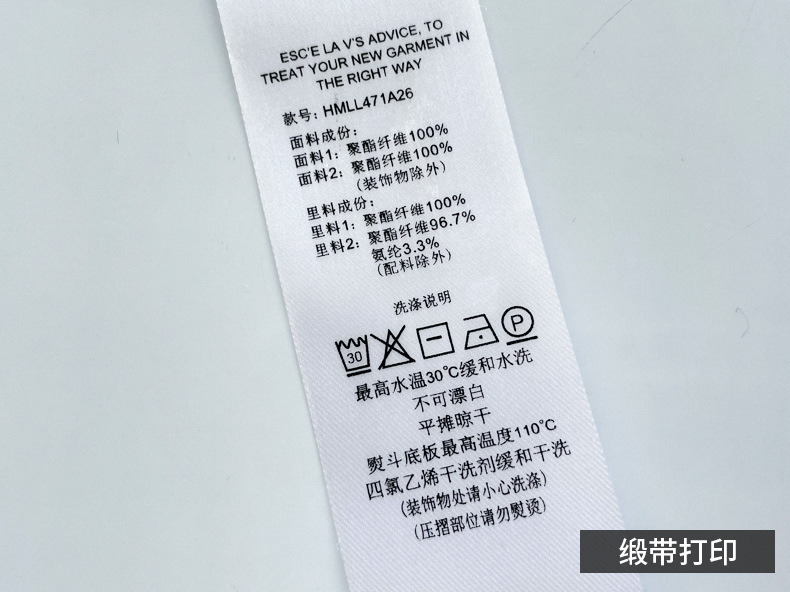 ESC'E LA V'S ADVICE, TO
TREAT YOUR NEW GARMENT IN
THE RIGHT WAY
款号：HMLL471A26
面料成份：
面料1：聚酯纤维100%
面料2：聚酯纤维100%
(装饰物除外)
里料成份：
里料1：聚酯纤维100%
里料2：聚酯纤维96.7%
氨纶3.3%
(配料除外)
洗涤说明
30 P
最高水温30℃缓和水洗
不可漂白
平摊晾干
熨斗底板最高温度110℃
四氯乙烯干洗剂缓和干洗
(装饰物处请小心洗涤)
(压摺部位请勿熨烫)
缎带打印